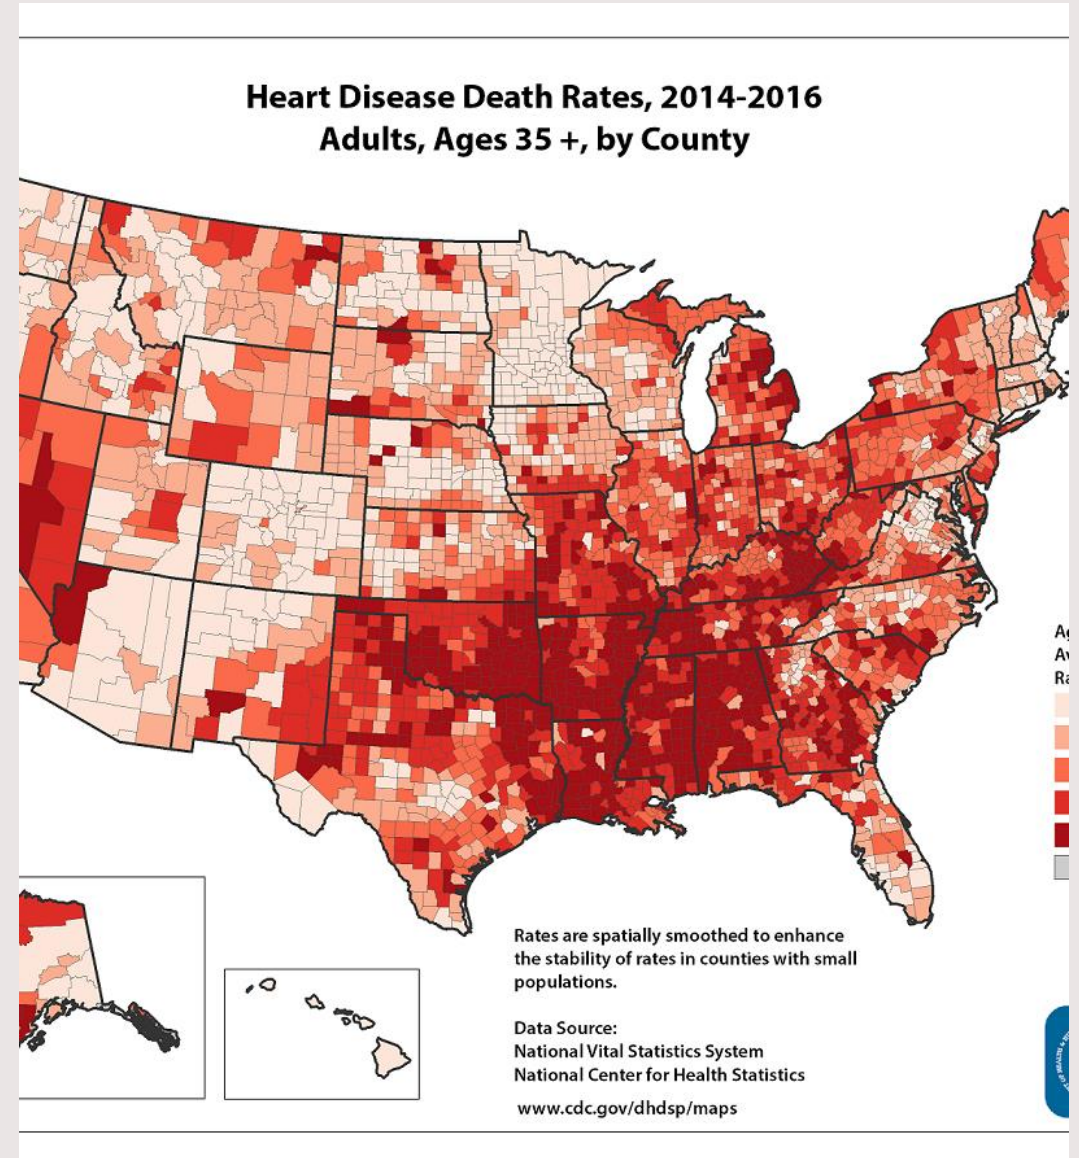 Heart Disease Death Rates, 2014-2016
Adults, Ages 35 +, by County
Rates are spatially smoothed to enhance
the stability of rates in counties with small
populations.
Data Source:
National Vital Statistics System
National Center for Health Statistics
www.cdc.gov/dhdsp/maps